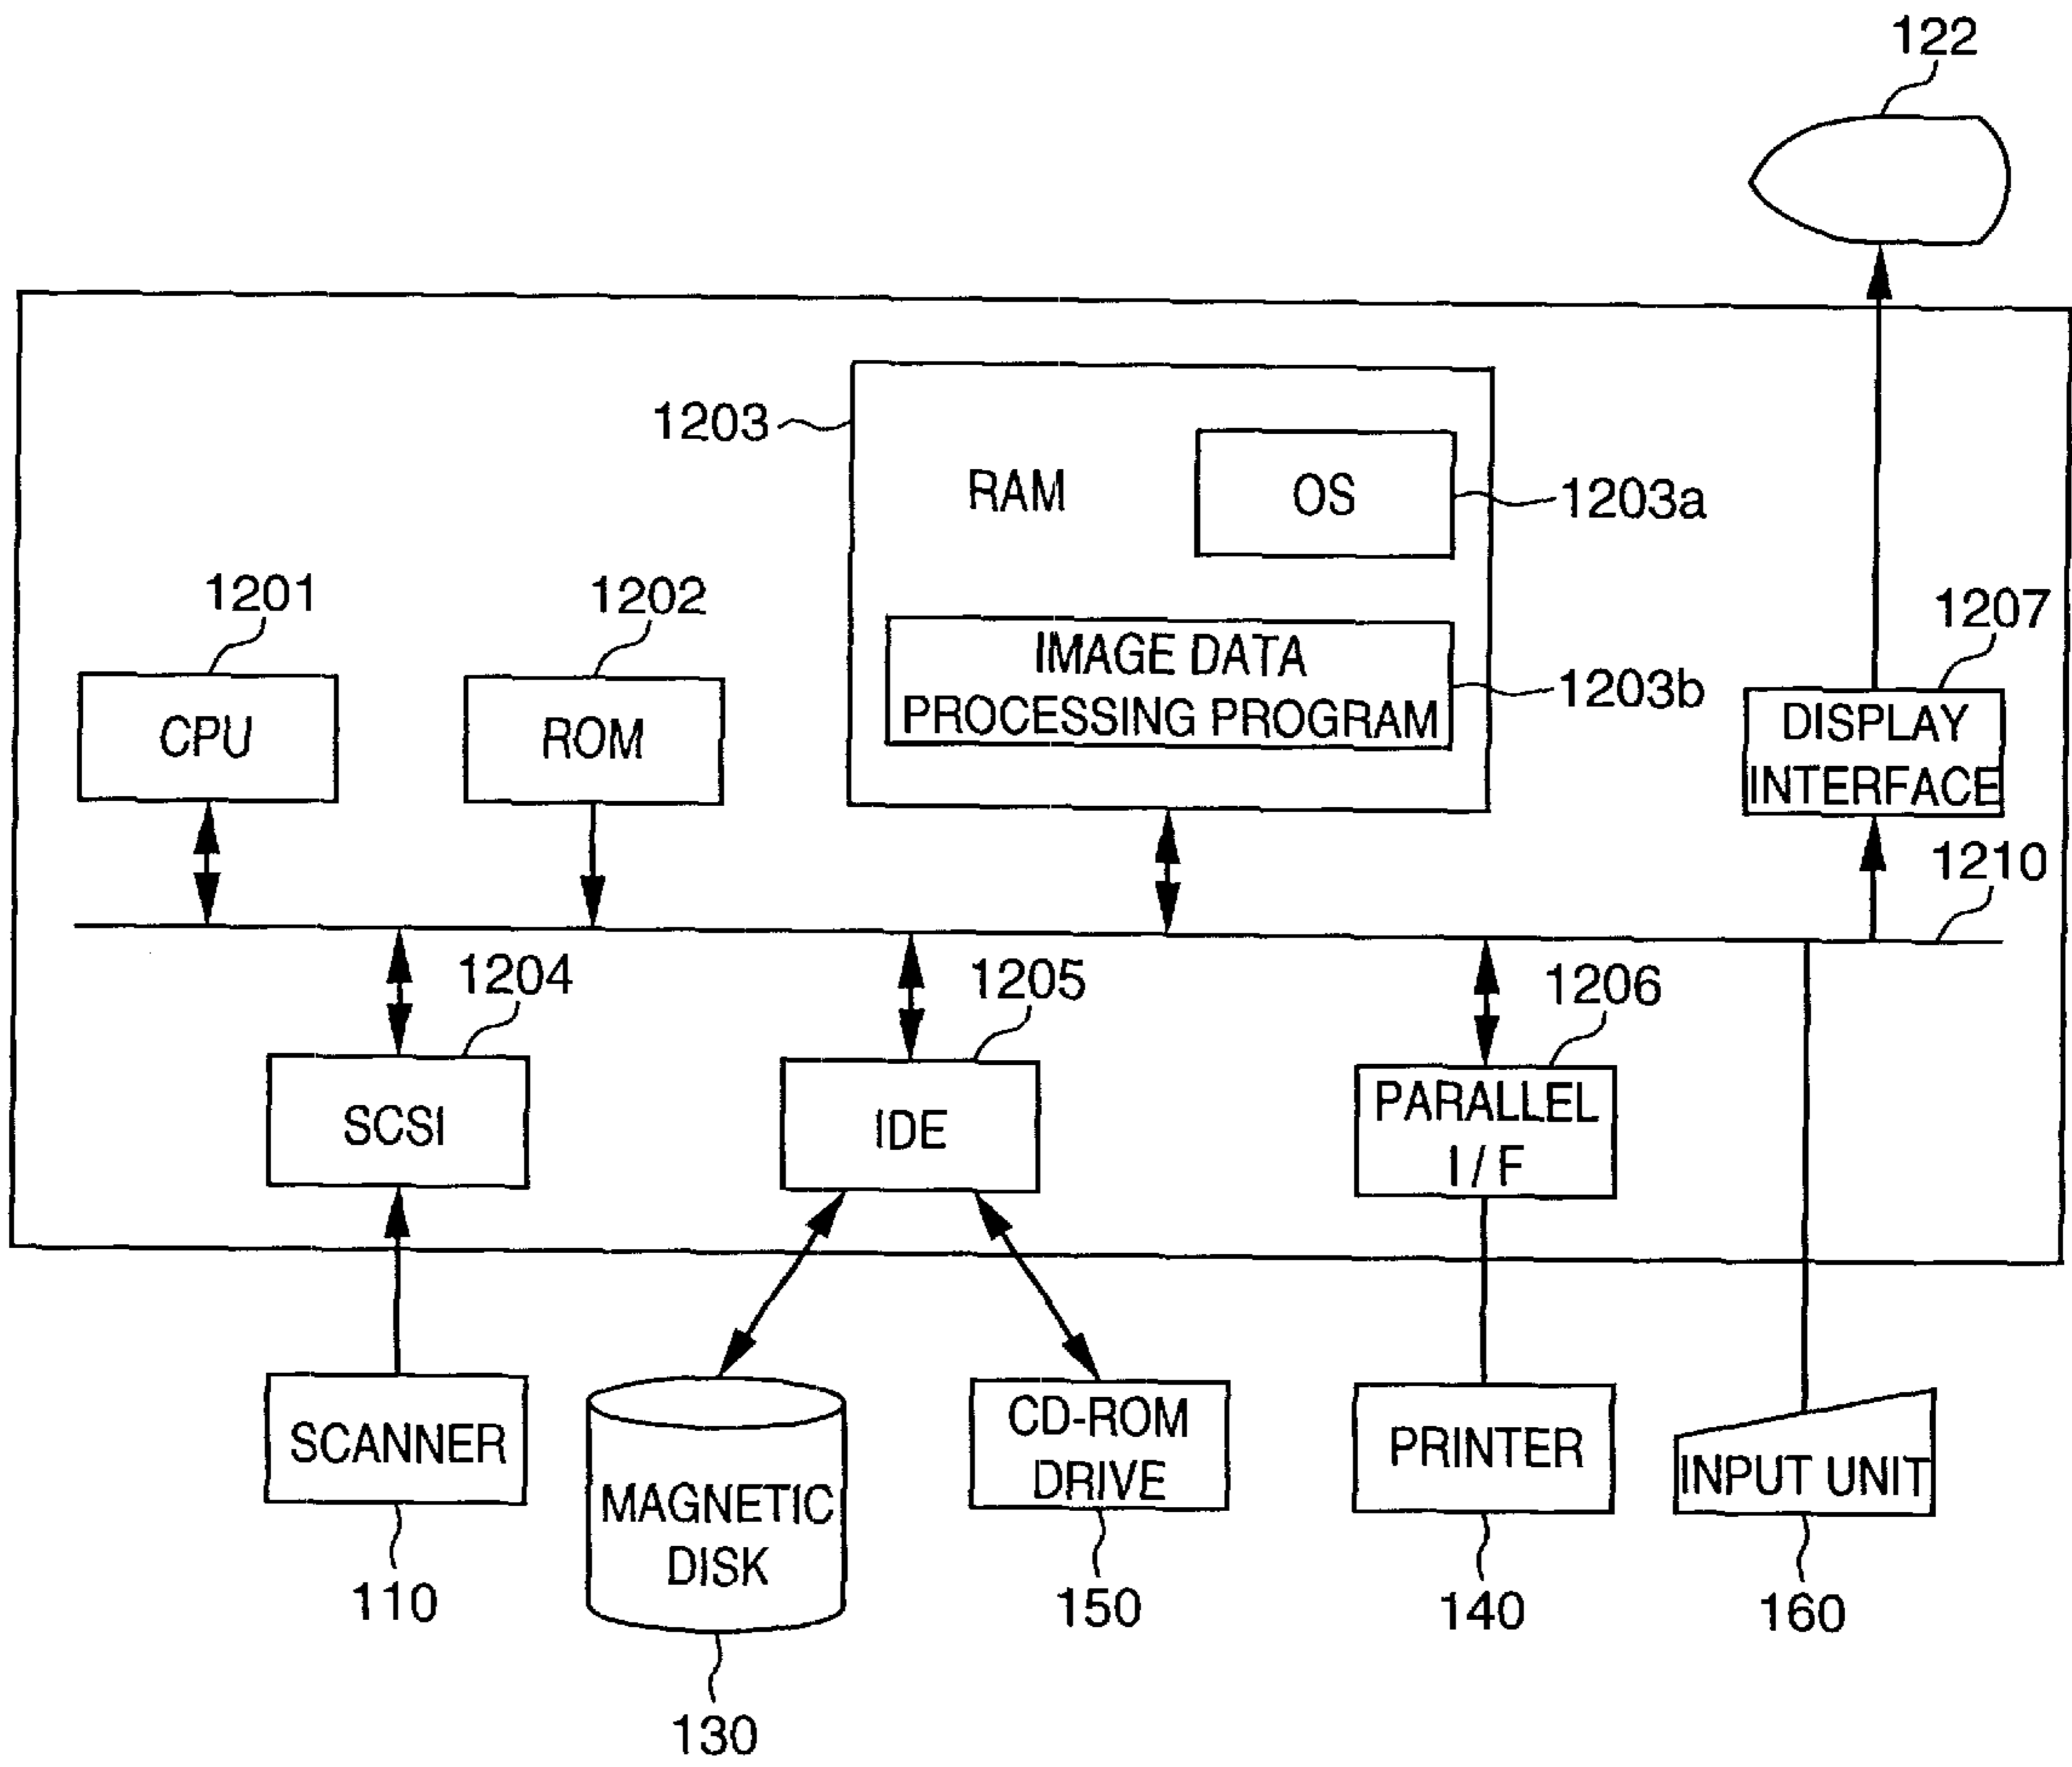 122
1203
RAM
OS
1203a
1201
1202
1207
IMAGE DATA
PROCESSING PROGRAM
1203b
CPU
ROM
DISPLAY
INTERFACE
1210
1204
1205
1206
SCSI
IDE
PARALLEL
I / F
SCANNER
MAGNETIC
DISK
CD-ROM
DRIVE
PRINTER
INPUT UNIT
110
130
150
140
160